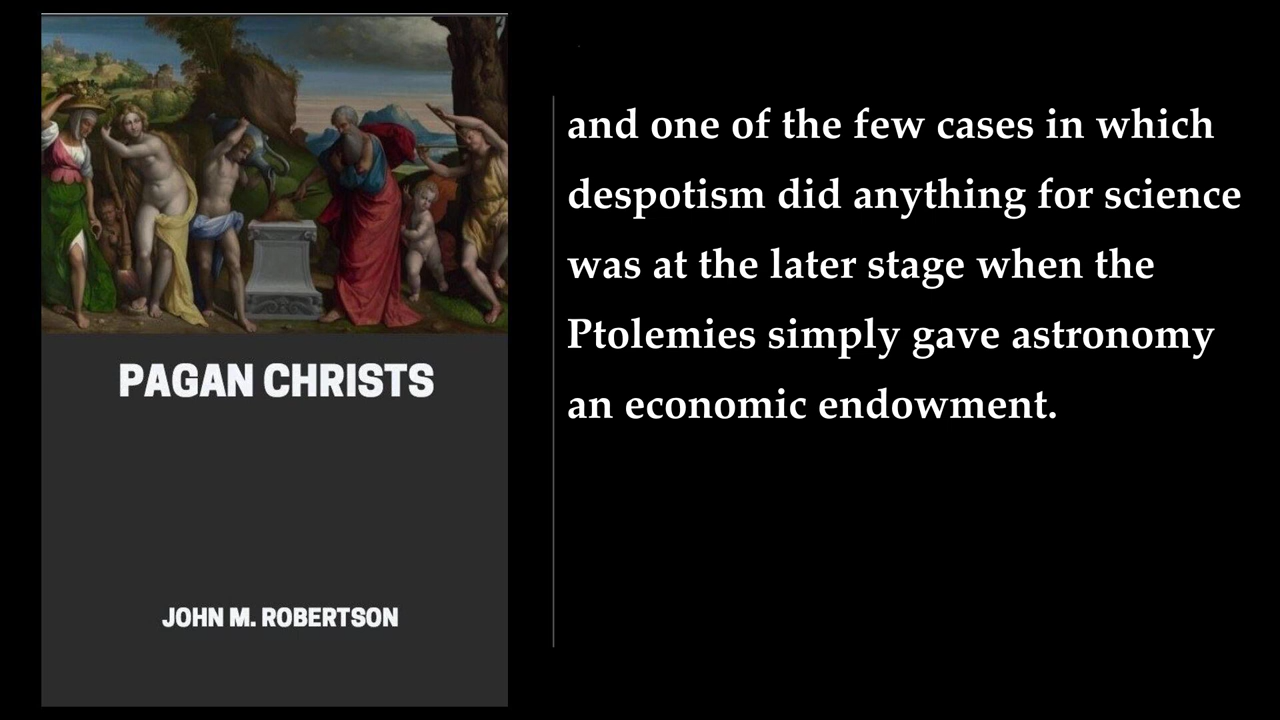 PAGAN CHRISTS
JOHN M. ROBERTSON
and one of the few cases in which
despotism did anything for science
was at the later stage when the
Ptolemies simply gave astronomy
an economic endowment.